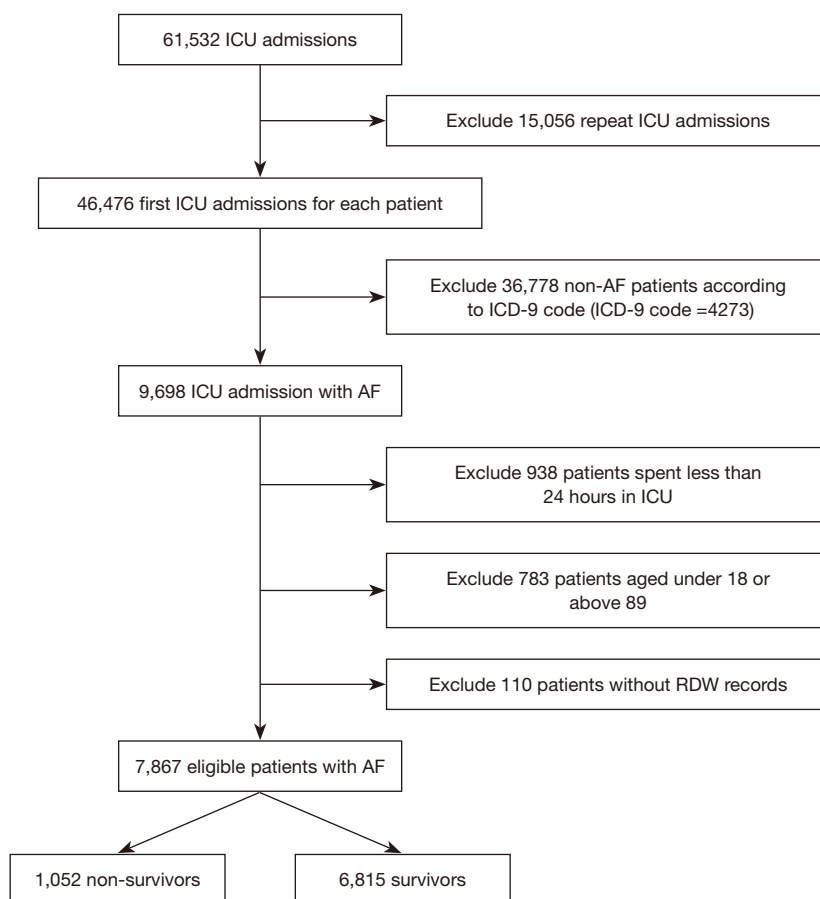 61,532 ICU admissions
Exclude 15,056 repeat ICU admissions
46,476 first ICU admissions for each patient
Exclude 36,778 non-AF patients according
to ICD-9 code (ICD-9 code =4273)
9,698 ICU admission with AF
Exclude 938 patients spent less than
24 hours in ICU
Exclude 783 patients aged under 18 or
above 89
Exclude 110 patients without RDW records
7,867 eligible patients with AF
1,052 non-survivors
6,815 survivors